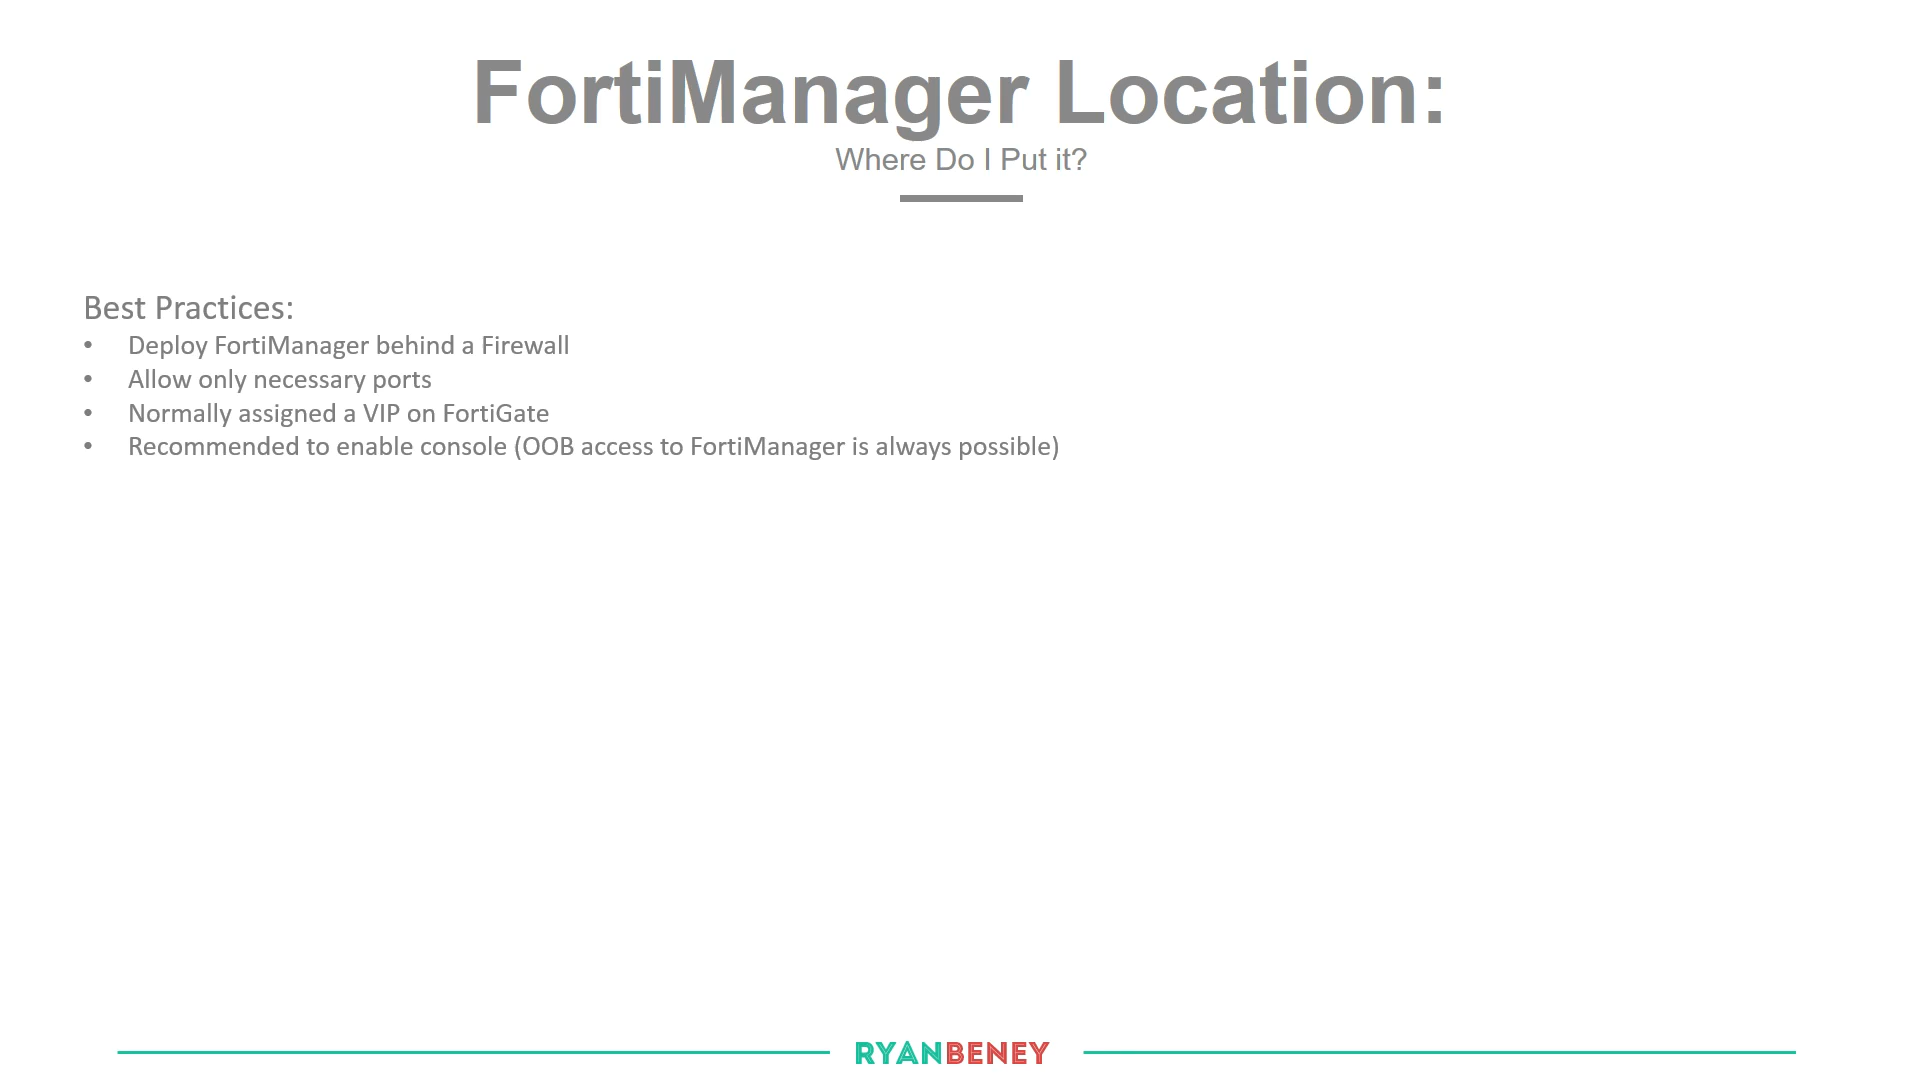 FortiManager Location:
Where Do I Put it?
Best Practices:
• Deploy FortiManager behind a Firewall
• Allow only necessary ports
• Normally assigned a VIP on FortiGate
• Recommended to enable console (OOB access to FortiManager is always possible)
RYANBENEY